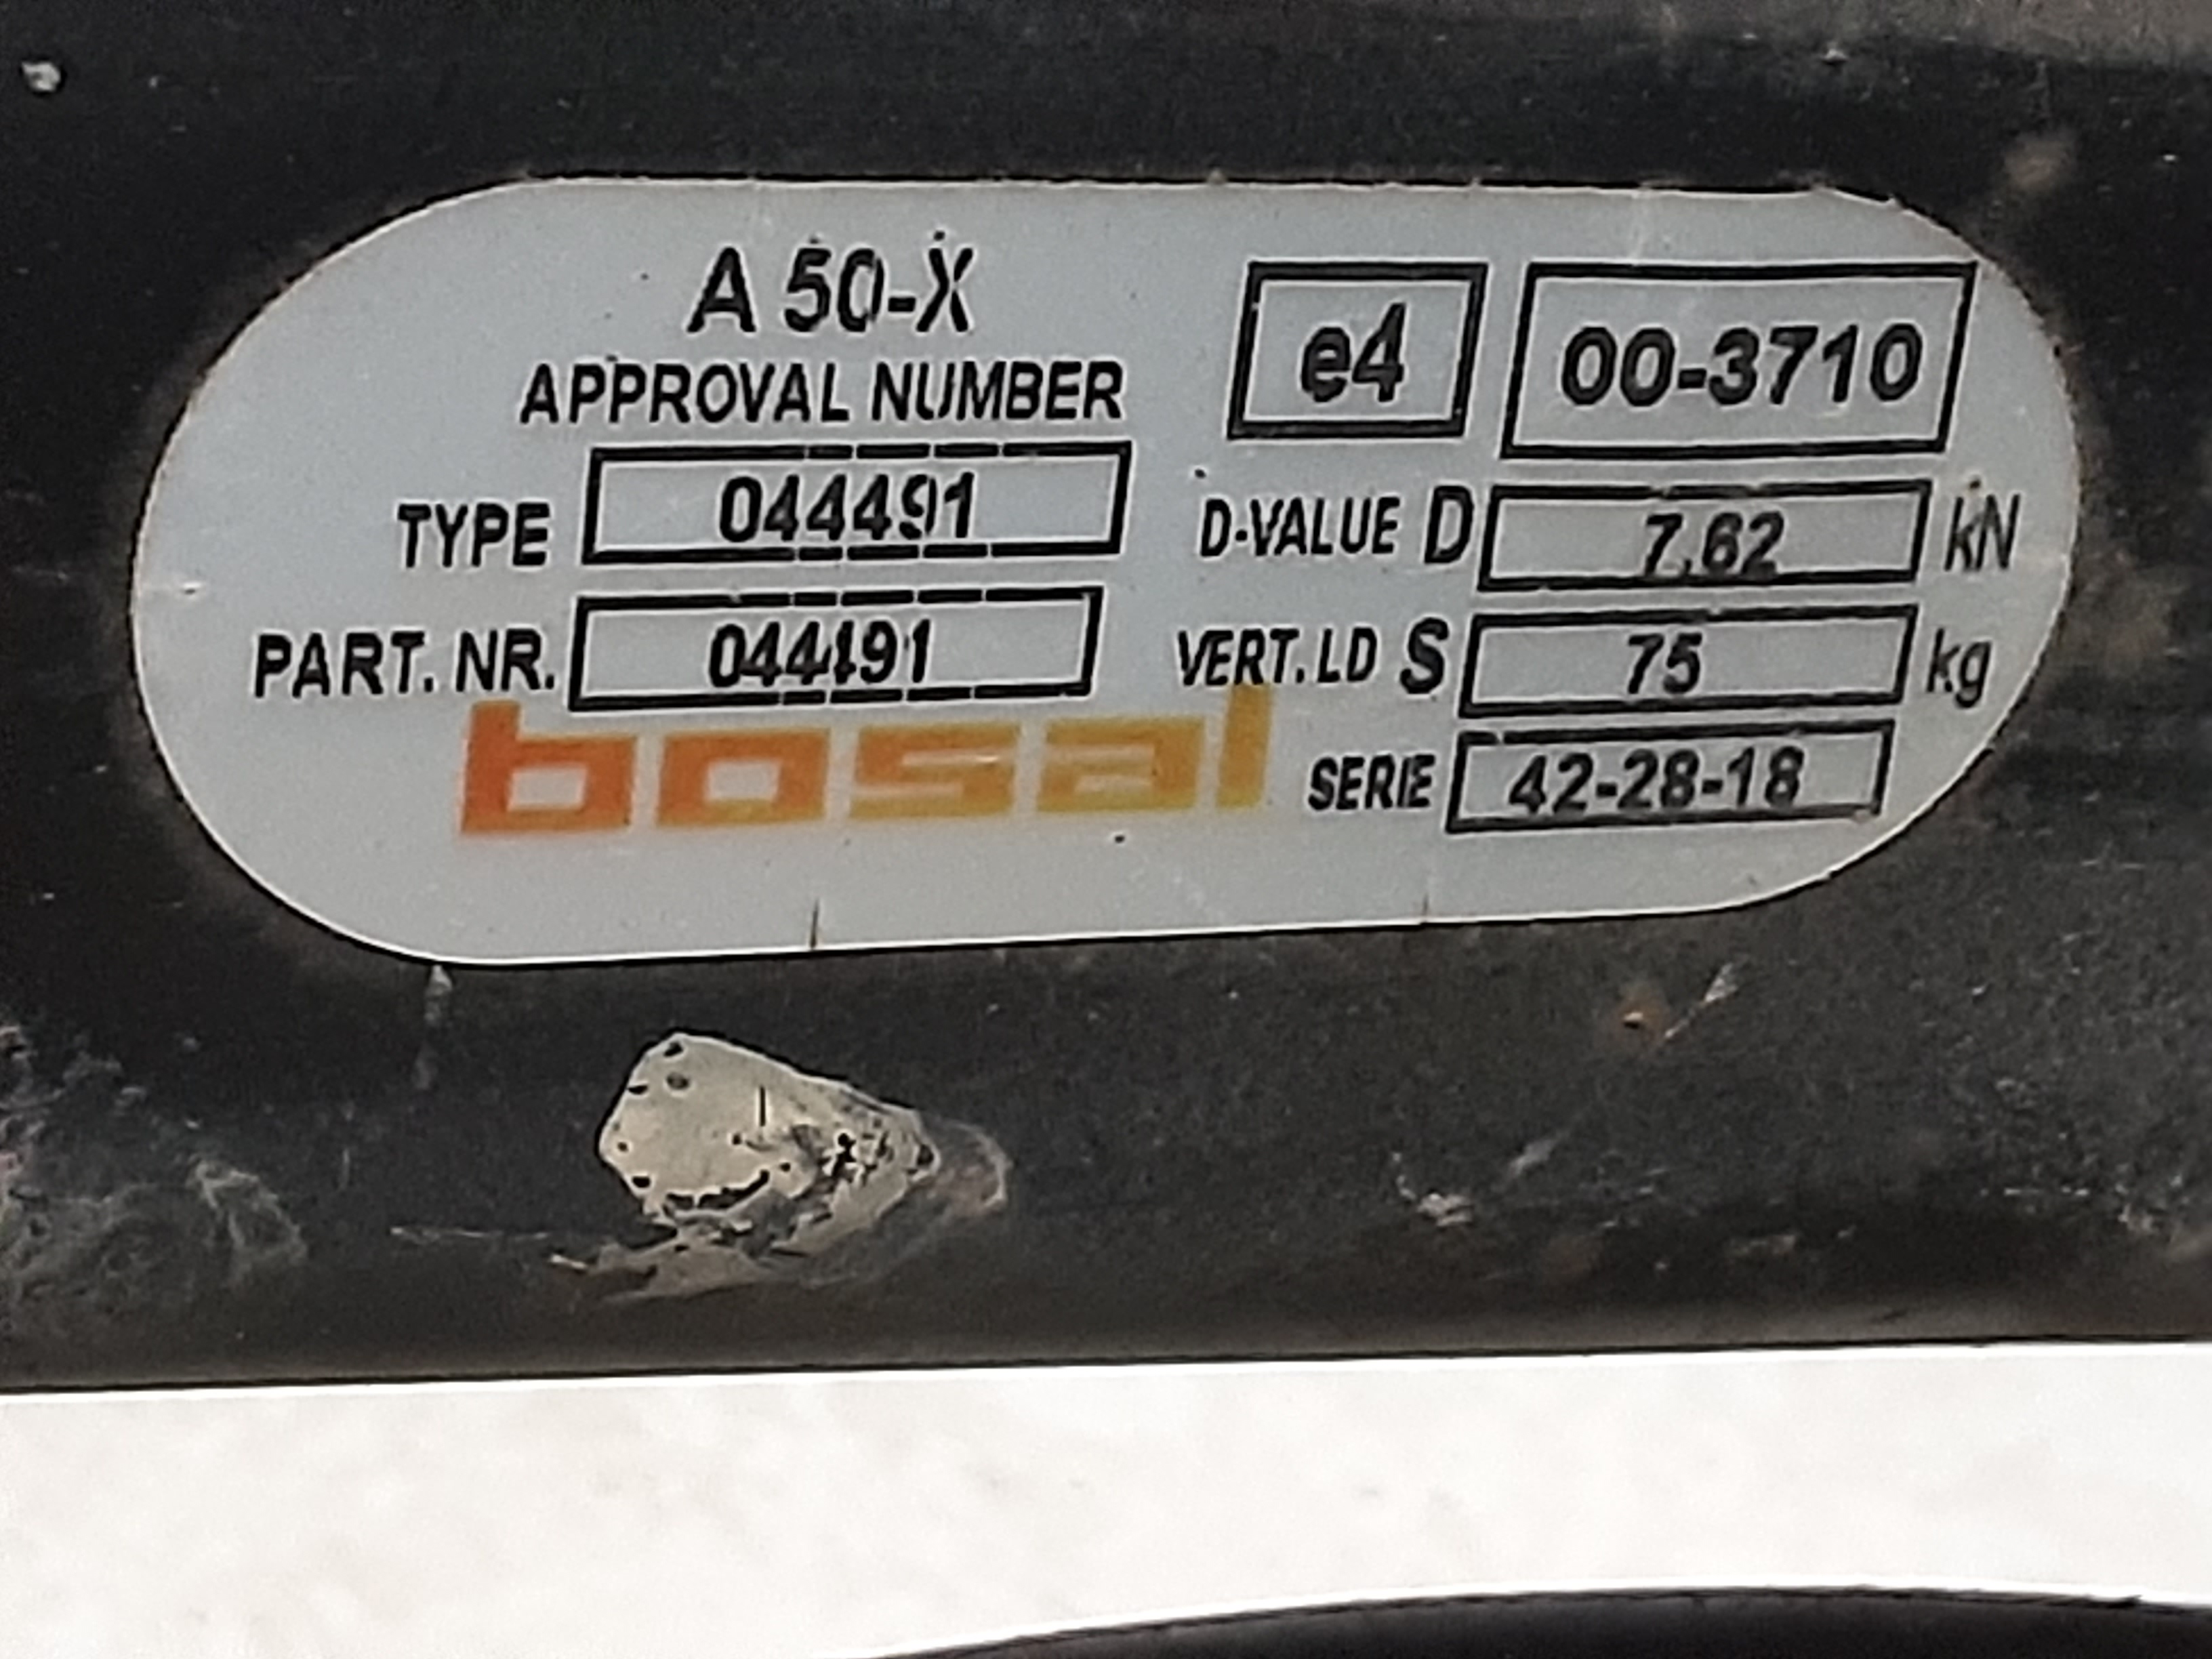 A 50-X
APPROVAL NUMBER
e4 00-3710
TYPE 044491
D-VALUE D 7.62 kN
PART. NR. 044491
VERT. LD S 75 kg
bosal
SERIE 42-28-18